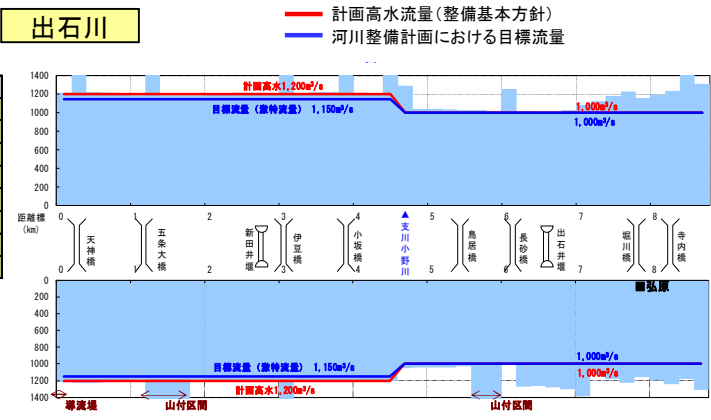 出石川
計画高水流量(整備基本方針)
河川整備計画における目標流量
1400
1200
1000
800
600
400
200
0
計画高水1,200m³/s
目標流量(激特流量) 1,150m³/s
1,000m³/s
1,000m³/s
距離標
(km)
0 1 2 3 4 5 6 7 8
天神橋
五条大橋
新田井堰
伊豆橋
小坂橋
▲支川小野川
鳥居橋
長砂橋
出石井堰
堀川橋
寺内橋
0 1 2 3 4 5 6 7 8
0
200
400
600
800
1000
1200
1400
■弘原
目標流量(激特流量) 1,150m³/s
計画高水1,200m³/s
1,000m³/s
1,000m³/s
導流堤
山付区間
山付区間